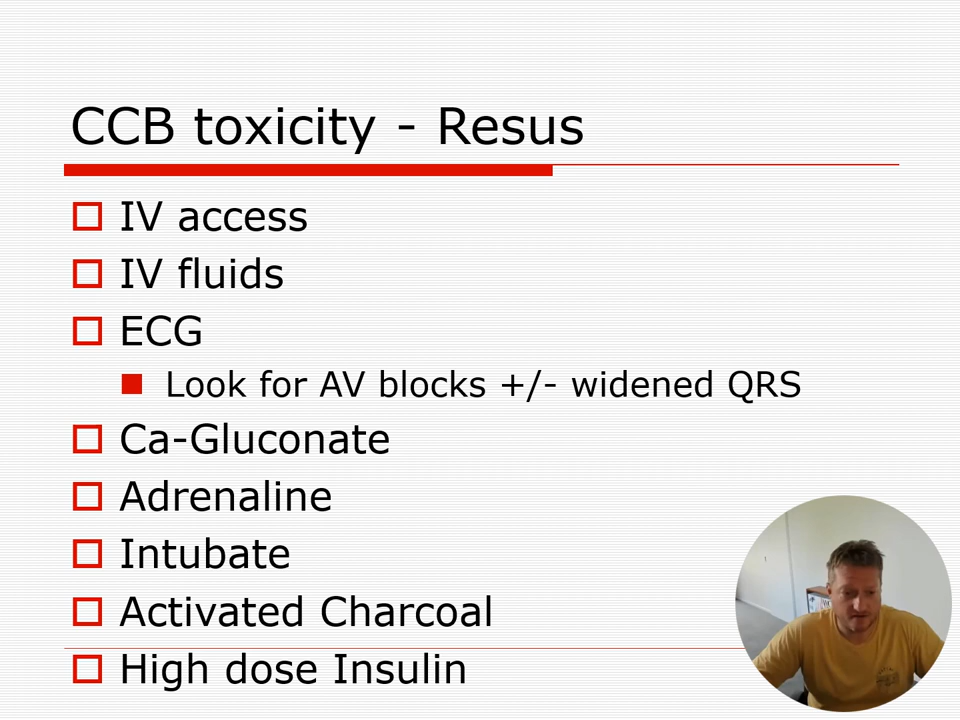 CCB toxicity - Resus
IV access
IV fluids
ECG
Look for AV blocks +/- widened QRS
Ca-Gluconate
Adrenaline
Intubate
Activated Charcoal
High dose Insulin